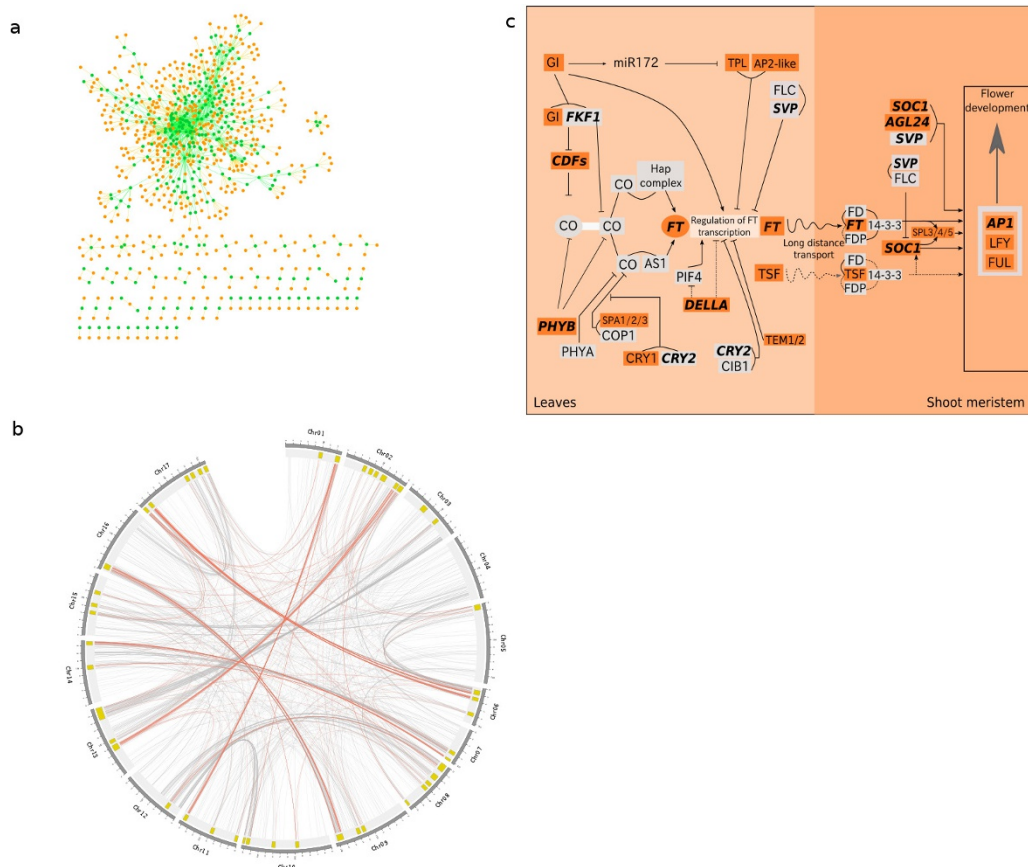 a
c
GI
miR172
TPL
AP2-like
FLC
SVP
GI
FKF1
CDFs
CO
Hap
complex
CO
CO
FT
Regulation of FT
transcription
FT
CO
AS1
PIF4
DELLA
PHYB
PHYA
SPA1/2/3
COP1
CRY1
CRY2
CRY2
CIB1
TEM1/2
TSF
Long distance
transport
Leaves
FD
FT
14-3-3
FDP
FD
TSF
14-3-3
FDP
SOC1
AGL24
SVP
SVP
FLC
SPL3/4/5
SOC1
Flower
development
AP1
LFY
FUL
Shoot meristem
b
Chr01
Chr02
Chr03
Chr04
Chr05
Chr06
Chr07
Chr08
Chr09
Chr10
Chr11
Chr12
Chr13
Chr14
Chr15
Chr16
Chr17